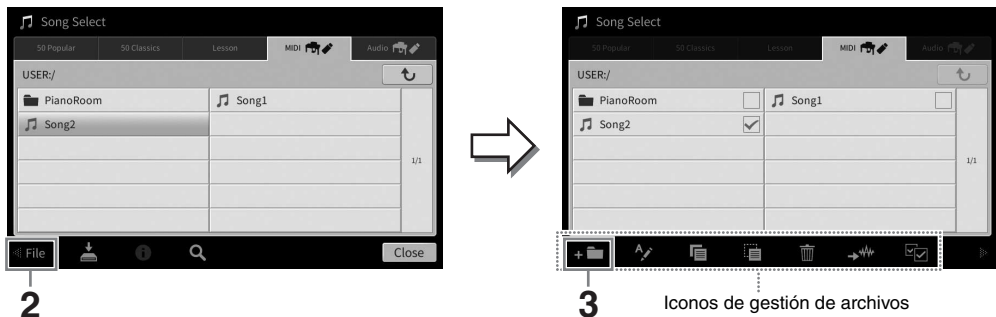 Song Select
50 Popular 50 Classics Lesson MIDI Audio
USER:/
PianoRoom Song1
Song2
1/1
File Close
2
Song Select
50 Popular 50 Classics Lesson MIDI Audio
USER:/
PianoRoom Song1
Song2
1/1
3
Iconos de gestión de archivos